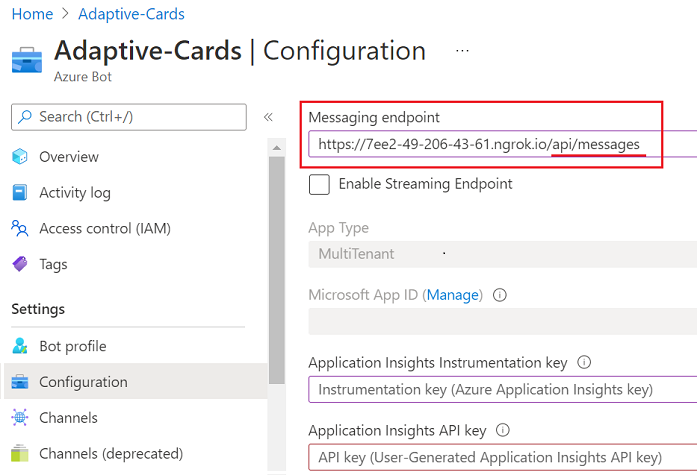 Home > Adaptive-Cards
Adaptive-Cards | Configuration ...
Azure Bot
Search (Ctrl+/) «
Overview
Activity log
Access control (IAM)
Tags
Settings
Bot profile
Configuration
Channels
Channels (deprecated)
Messaging endpoint
https://7ee2-49-206-43-61.ngrok.io/api/messages
Enable Streaming Endpoint
App Type
MultiTenant
Microsoft App ID (Manage)
Application Insights Instrumentation key
Instrumentation key (Azure Application Insights key)
Application Insights API key
API key (User-Generated Application Insights API key)